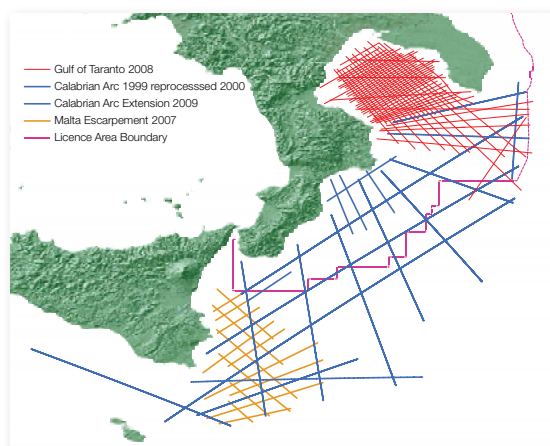 Gulf of Taranto 2008
Calabrian Arc 1999 reprocesssed 2000
Calabrian Arc Extension 2009
Malta Escarpement 2007
Licence Area Boundary